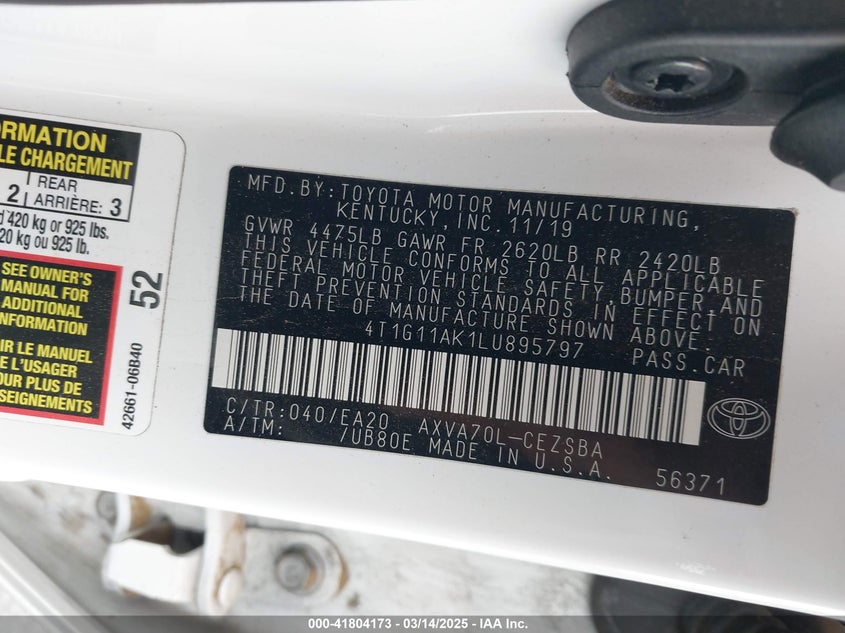 ORMATION
LE CHARGEMENT
2 REAR
ARRIÈRE: 3
d 420 kg or 925 lbs.
20 kg ou 925 lb.
SEE OWNER'S
MANUAL FOR
ADDITIONAL
INFORMATION
IR LE MANUEL
DE L'USAGER
POUR PLUS DE
SEIGNEMENTS
52
42661-06B40
MFD.BY:TOYOTA MOTOR MANUFACTURING,
KENTUCKY,INC.11/19
GVWR 4475LB GAWR FR 2620LB RR 2420LB
THIS VEHICLE CONFORMS TO ALL APPLICABLE
FEDERAL MOTOR VEHICLE SAFETY,BUMPER,AND
THEFT PREVENTION STANDARDS IN EFFECT ON
THE DATE OF MANUFACTURE SHOWN ABOVE.
4T1G11AK1LU895797 PASS.CAR
C/TR:040/EA20 AXVA70L-CEZSBA
A/TM: /UB80E MADE IN U.S.A. 56371
000-41804173 — 03/14/2025 — IAA Inc.